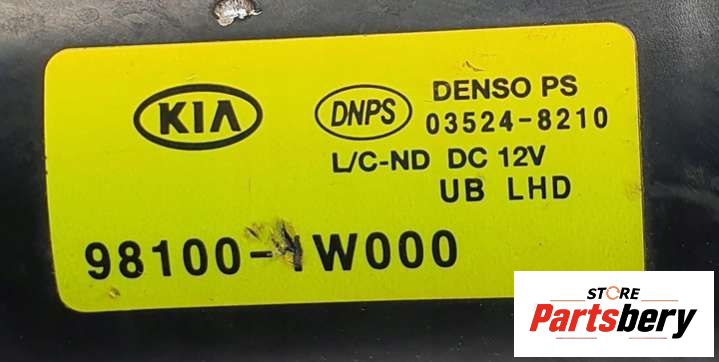 KIA
DNPS
DENSO PS
03524-8210
L/C-ND DC 12V
UB LHD
98100-1W000
STORE
Partsbery